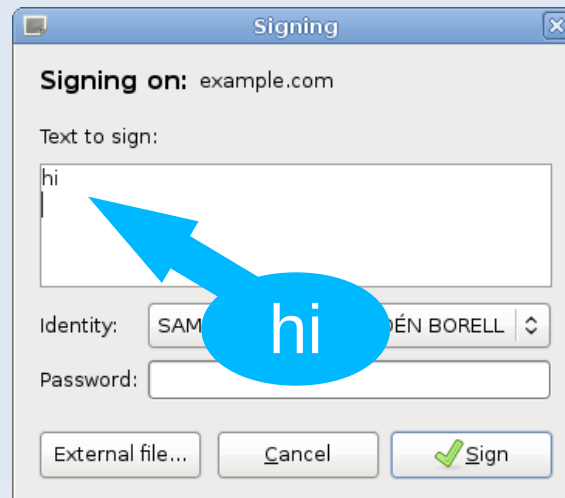 Signing
Signing on: example.com
Text to sign:
hi
hi
Identity: SAM DÉN BORELL
Password:
External file... Cancel Sign